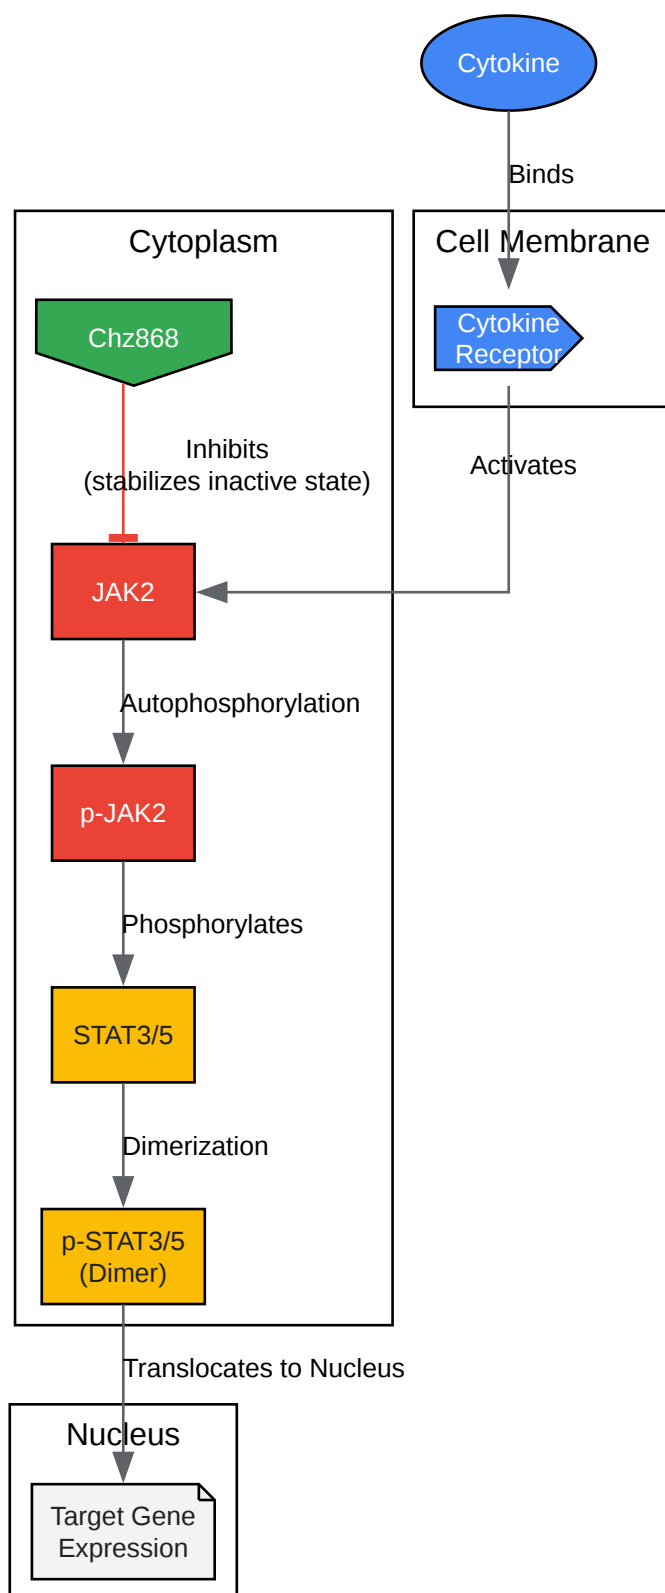 Cytokine
Binds
Cytoplasm
Cell Membrane
Chz868
Cytokine
Receptor
Inhibits
(stabilizes inactive state)
Activates
JAK2
Autophosphorylation
p-JAK2
Phosphorylates
STAT3/5
Dimerization
p-STAT3/5
(Dimer)
Translocates to Nucleus
Nucleus
Target Gene
Expression